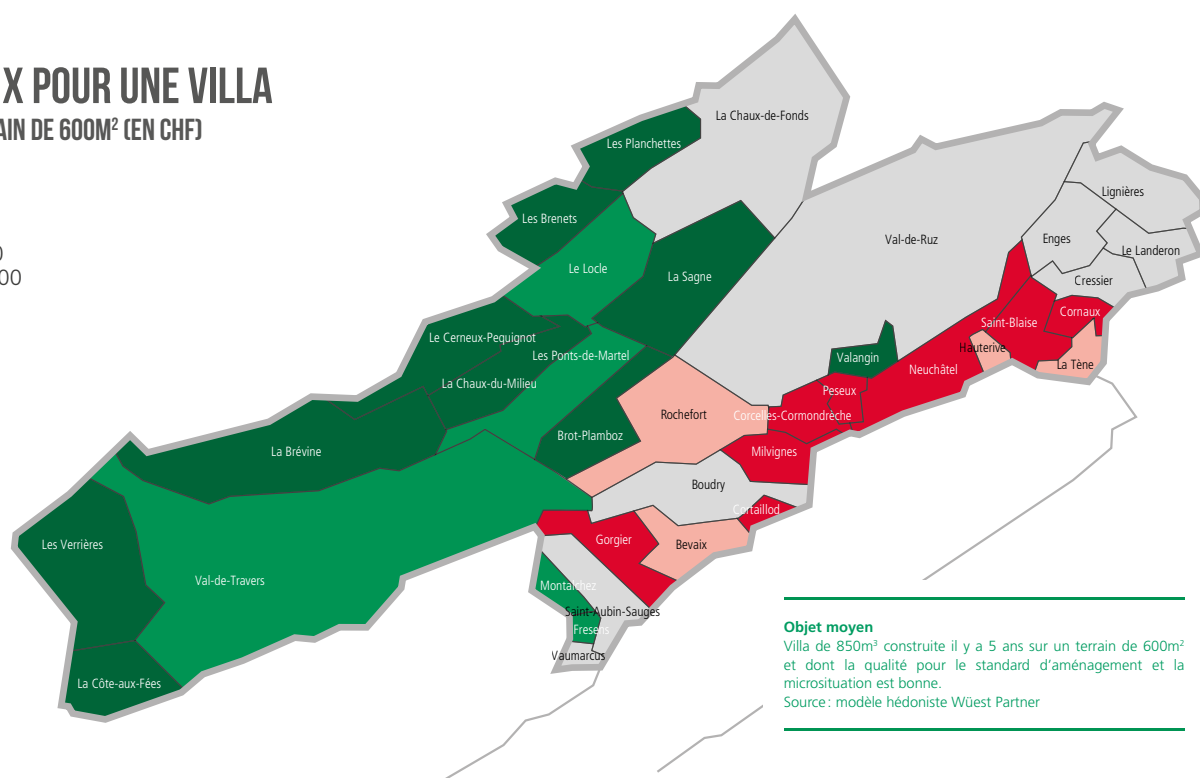 X POUR UNE VILLA
AIN DE 600M² (EN CHF)
0
00
La Chaux-de-Fonds
Les Planchettes
Les Brenets
Le Locle
La Sagne
Val-de-Ruz
Lignières
Enges
Le Landeron
Cressier
Cornaux
Saint-Blaise
Hauterive
La Tène
Le Cerneux-Pequignot
Les Ponts-de-Martel
La Chaux-du-Milieu
Valangin
Neuchâtel
Peseux
Corcelles-Cormondrèche
Rochefort
Brot-Plamboz
La Brévine
Milvignes
Boudry
Cortaillod
Les Verrières
Gorgier
Bevaix
Val-de-Travers
Montalchez
Saint-Aubin-Sauges
Fresens
Vaumarcus
La Côte-aux-Fées
Objet moyen
Villa de 850m³ construite il y a 5 ans sur un terrain de 600m²
et dont la qualité pour le standard d'aménagement et la
microsituation est bonne.
Source : modèle hédoniste Wüest Partner